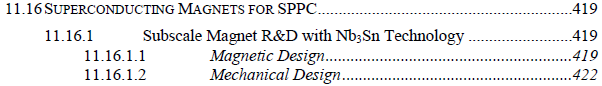 11.16 SUPERCONDUCTING MAGNETS FOR SPPC....................................................................419
11.16.1 Subscale Magnet R&D with Nb₃Sn Technology ......................419
11.16.1.1 Magnetic Design.....................................................419
11.16.1.2 Mechanical Design.................................................422